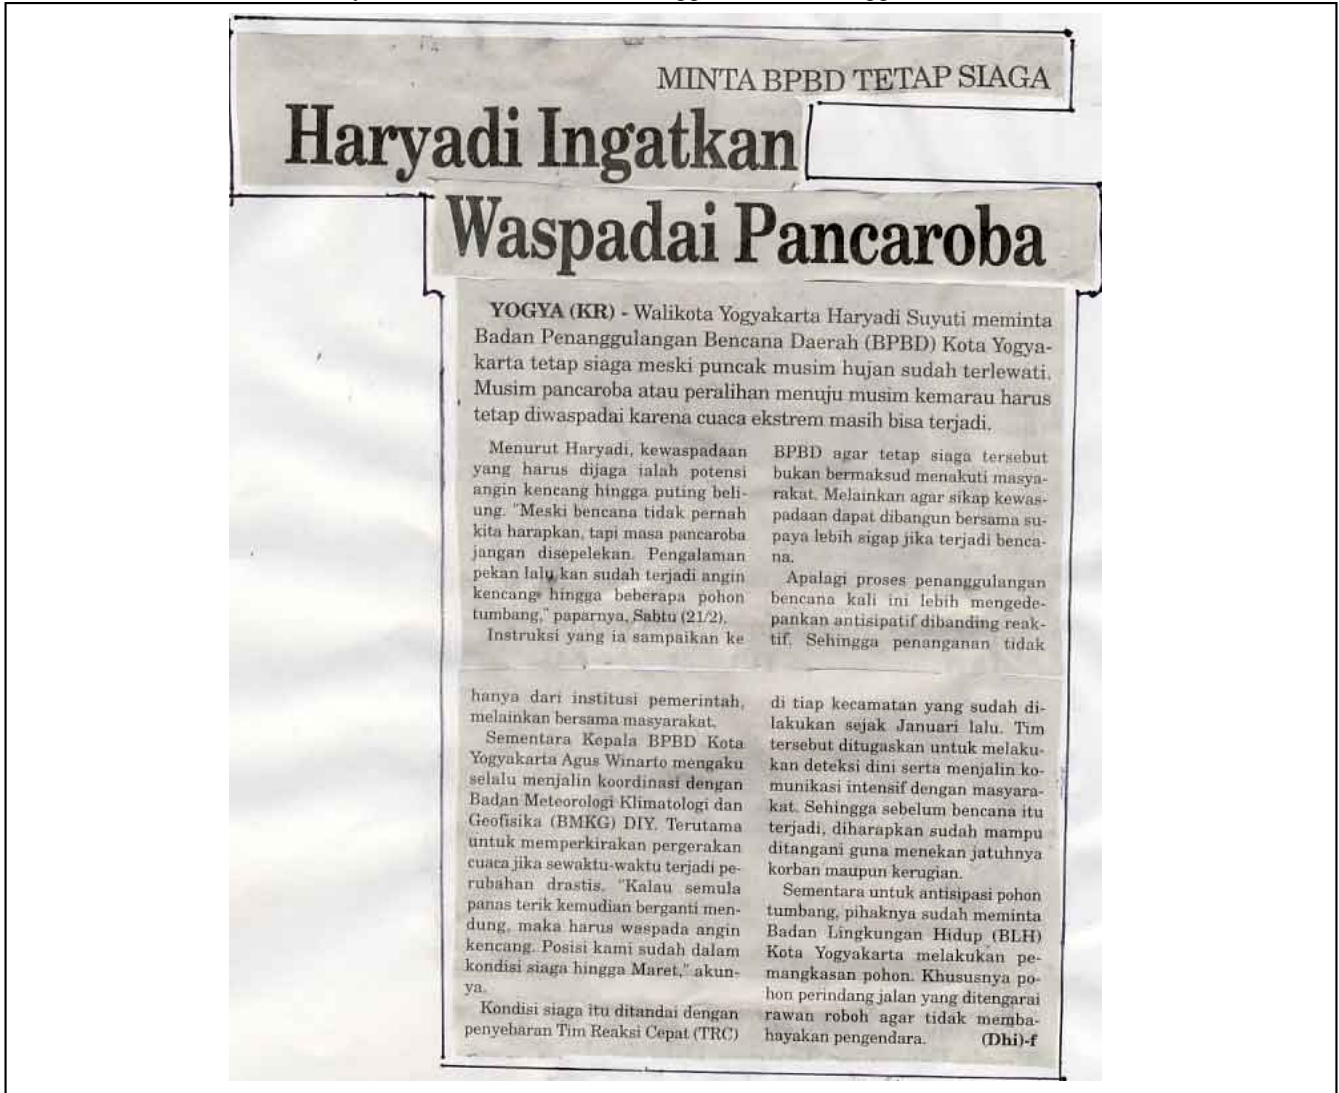 MINTA BPBD TETAP SIAGA
Haryadi Ingatkan
Waspadai Pancaroba
YOGYA (KR) - Walikota Yogyakarta Haryadi Suyuti meminta
Badan Penanggulangan Bencana Daerah (BPBD) Kota Yogya-
karta tetap siaga meski puncak musim hujan sudah terlewati.
Musim pancaroba atau peralihan menuju musim kemarau harus
tetap diwaspadai karena cuaca ekstrem masih bisa terjadi.
Menurut Haryadi, kewaspadaan
yang harus dijaga ialah potensi
angin kencang hingga puting beli-
ung. "Meski bencana tidak pernah
kita harapkan, tapi masa pancaroba
jangan disepelekan. Pengalaman
pekan lalu kan sudah terjadi angin
kencang hingga beberapa pohon
tumbang," paparnya, Sabtu (21/2).
Instruksi yang ia sampaikan ke
BPBD agar tetap siaga tersebut
bukan bermaksud menakuti masya-
rakat. Melainkan agar sikap kewas-
padaan dapat dibangun bersama su-
paya lebih sigap jika terjadi benca-
na.
Apalagi proses penanggulangan
bencana kali ini lebih mengede-
pankan antisipatif dibanding reak-
tif. Sehingga penanganan tidak
hanya dari institusi pemerintah,
melainkan bersama masyarakat.
Sementara Kepala BPBD Kota
Yogyakarta Agus Winarto mengaku
selalu menjalin koordinasi dengan
Badan Meteorologi Klimatologi dan
Geofisika (BMKG) DIY. Terutama
untuk memperkirakan pergerakan
cuaca jika sewaktu-waktu terjadi pe-
rubahan drastis. "Kalau semula
panas terik kemudian berganti men-
dung, maka harus waspada angin
kencang. Posisi kami sudah dalam
kondisi siaga hingga Maret," akun-
ya.
Kondisi siaga itu ditandai dengan
penyebaran Tim Reaksi Cepat (TRC)
di tiap kecamatan yang sudah di-
lakukan sejak Januari lalu. Tim
tersebut ditugaskan untuk melaku-
kan deteksi dini serta menjalin ko-
munikasi intensif dengan masyara-
kat. Sehingga sebelum bencana itu
terjadi, diharapkan sudah mampu
ditangani guna menekan jatuhnya
korban maupun kerugian.
Sementara untuk antisipasi pohon
tumbang, pihaknya sudah meminta
Badan Lingkungan Hidup (BLH)
Kota Yogyakarta melakukan pe-
mangkasan pohon. Khususnya po-
hon perindang jalan yang ditengarai
rawan roboh agar tidak memba-
hayakan pengendara. (Dhi)-f